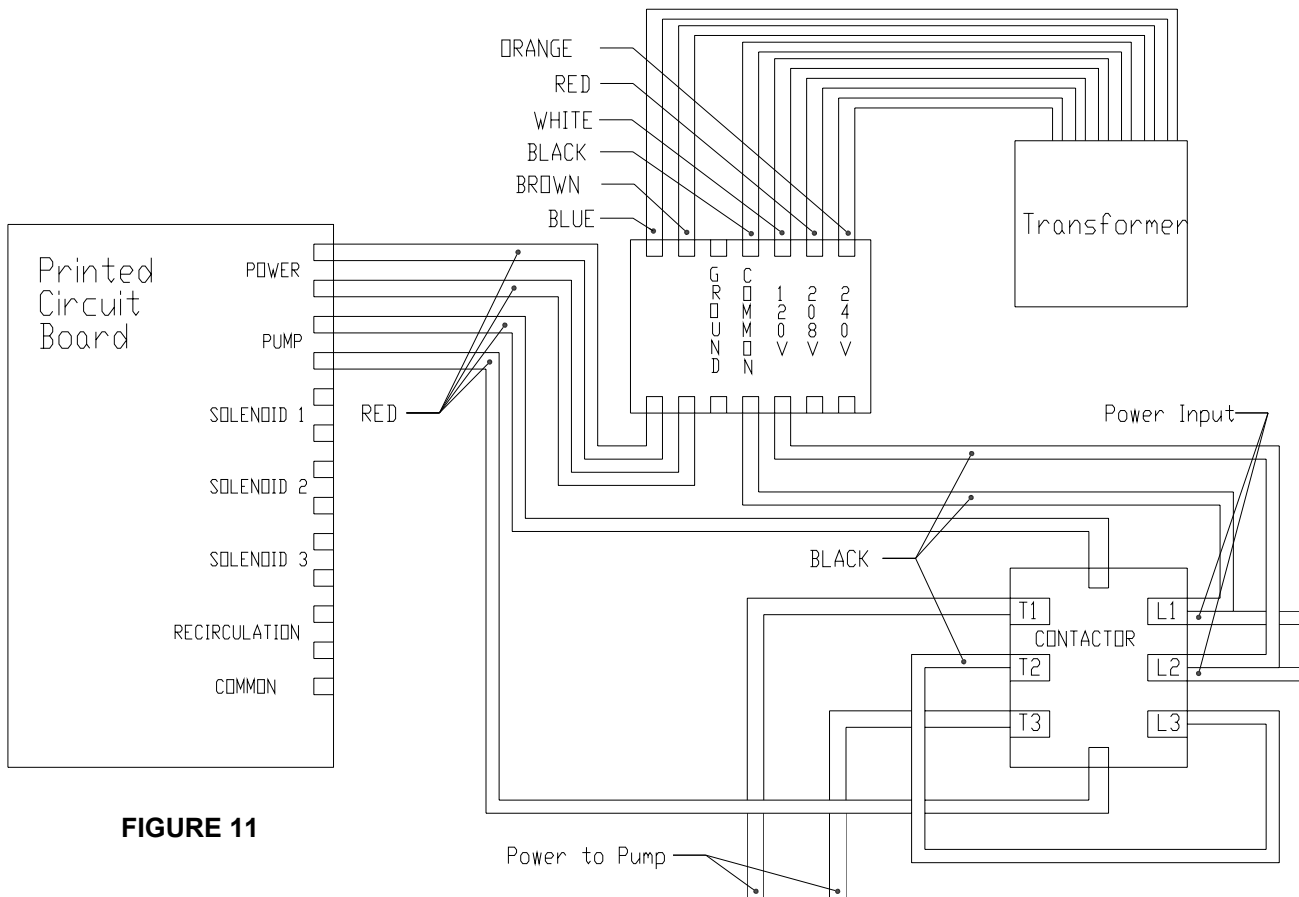 ORANGE
RED
WHITE
BLACK
BROWN
BLUE
Transformer
Printed
Circuit
Board
POWER
PUMP
SOLENOID 1
SOLENOID 2
SOLENOID 3
RECIRCULATION
COMMON
RED
GROUND
COMMON
120V
208V
240V
Power Input
BLACK
T1
L1
CONTACTOR
T2
L2
T3
L3
FIGURE 11
Power to Pump